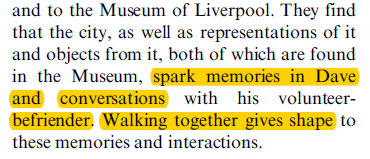 and to the Museum of Liverpool. They find
that the city, as well as representations of it
and objects from it, both of which are found
in the Museum, spark memories in Dave
and conversations with his volunteer-
befriender. Walking together gives shape to
these memories and interactions.